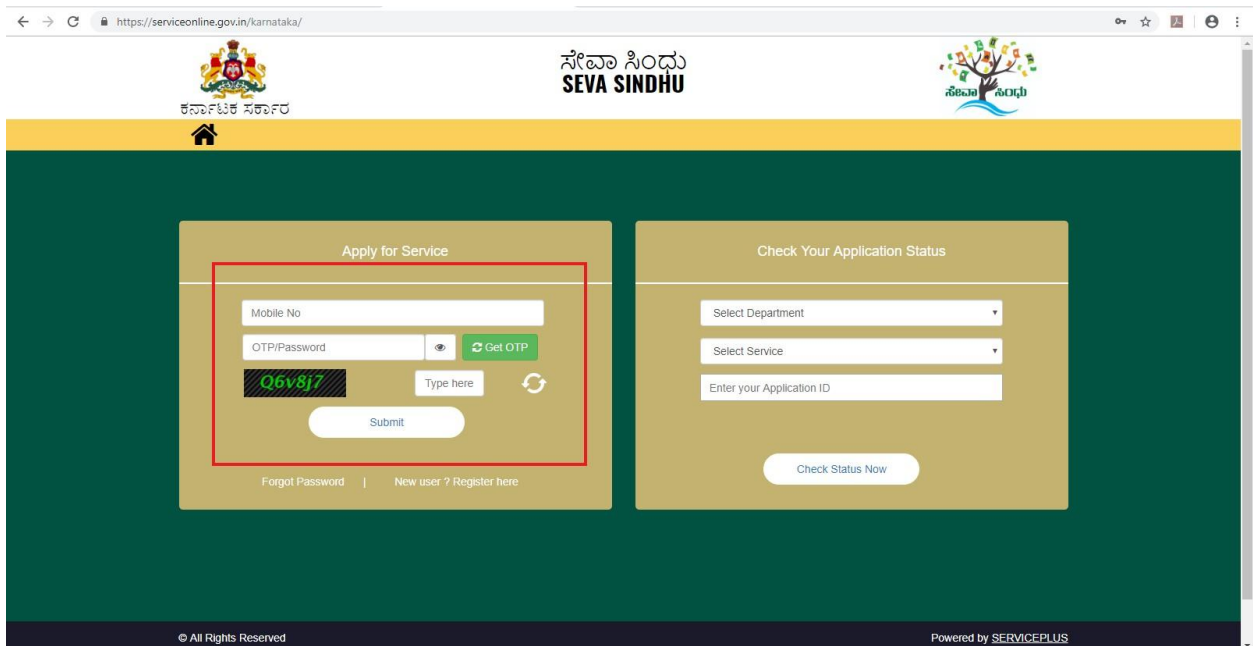 https://serviceonline.gov.in/karnataka/
ಕರ್ನಾಟಕ ಸರ್ಕಾರ
ಸೇವಾ ಸಿಂಧು
SEVA SINDHU
ಸೇವಾ ಸಿಂಧು
Apply for Service
Mobile No
OTP/Password
Get OTP
Q6v8j7
Type here
Submit
Forgot Password | New user ? Register here
Check Your Application Status
Select Department
Select Service
Enter your Application ID
Check Status Now
© All Rights Reserved
Powered by SERVICEPLUS